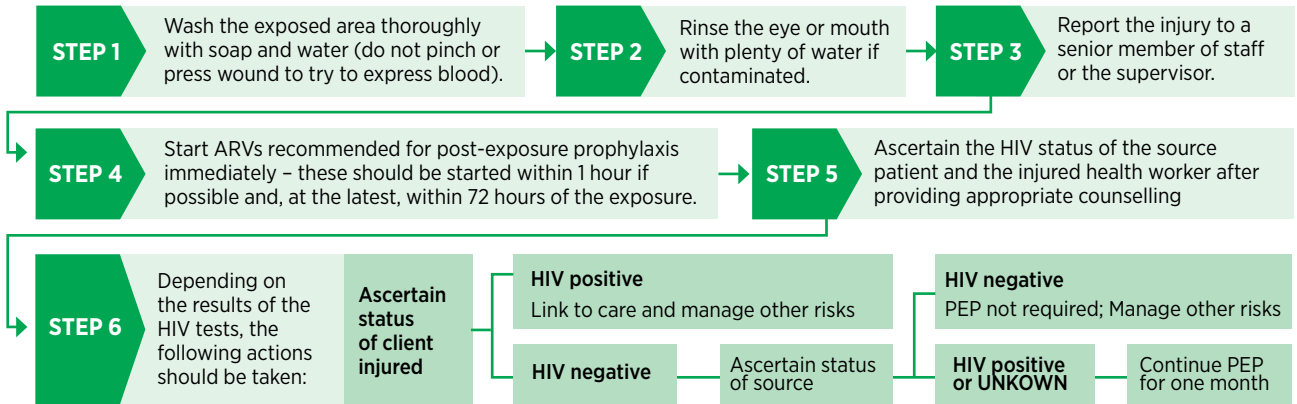 STEP 1
Wash the exposed area thoroughly
with soap and water (do not pinch or
press wound to try to express blood).
STEP 2
Rinse the eye or mouth
with plenty of water if
contaminated.
STEP 3
Report the injury to a
senior member of staff
or the supervisor.
STEP 4
Start ARVs recommended for post-exposure prophylaxis
immediately – these should be started within 1 hour if
possible and, at the latest, within 72 hours of the exposure.
STEP 5
Ascertain the HIV status of the source
patient and the injured health worker after
providing appropriate counselling
STEP 6
Depending on
the results of the
HIV tests, the
following actions
should be taken:
Ascertain
status
of client
injured
HIV positive
Link to care and manage other risks
HIV negative
Ascertain status
of source
HIV negative
PEP not required; Manage other risks
HIV positive
or UNKOWN
Continue PEP
for one month